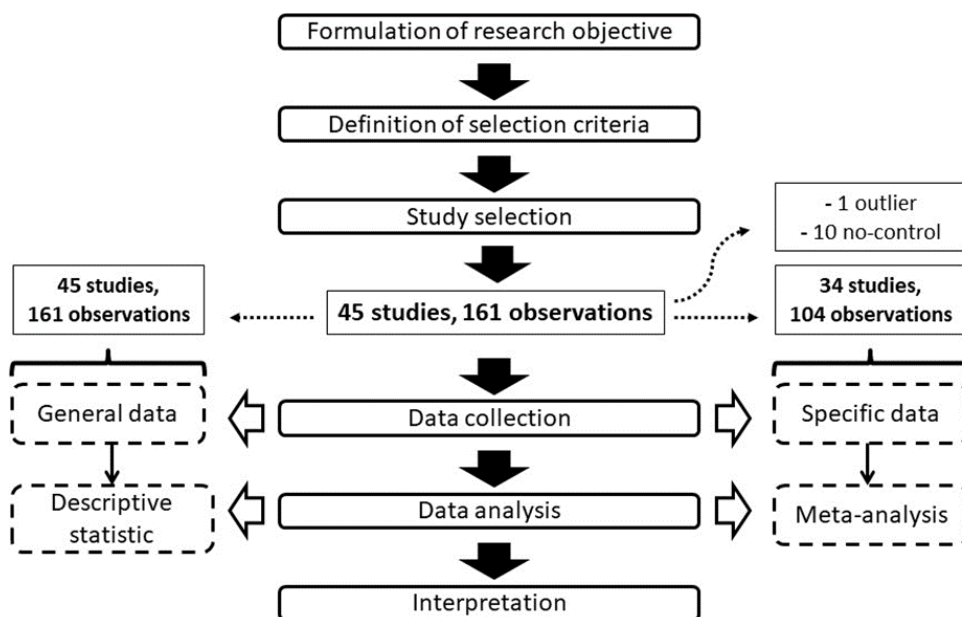 Formulation of research objective
Definition of selection criteria
Study selection
- 1 outlier
- 10 no-control
45 studies,
161 observations
45 studies, 161 observations
34 studies,
104 observations
General data
Data collection
Specific data
Descriptive
statistic
Data analysis
Meta-analysis
Interpretation